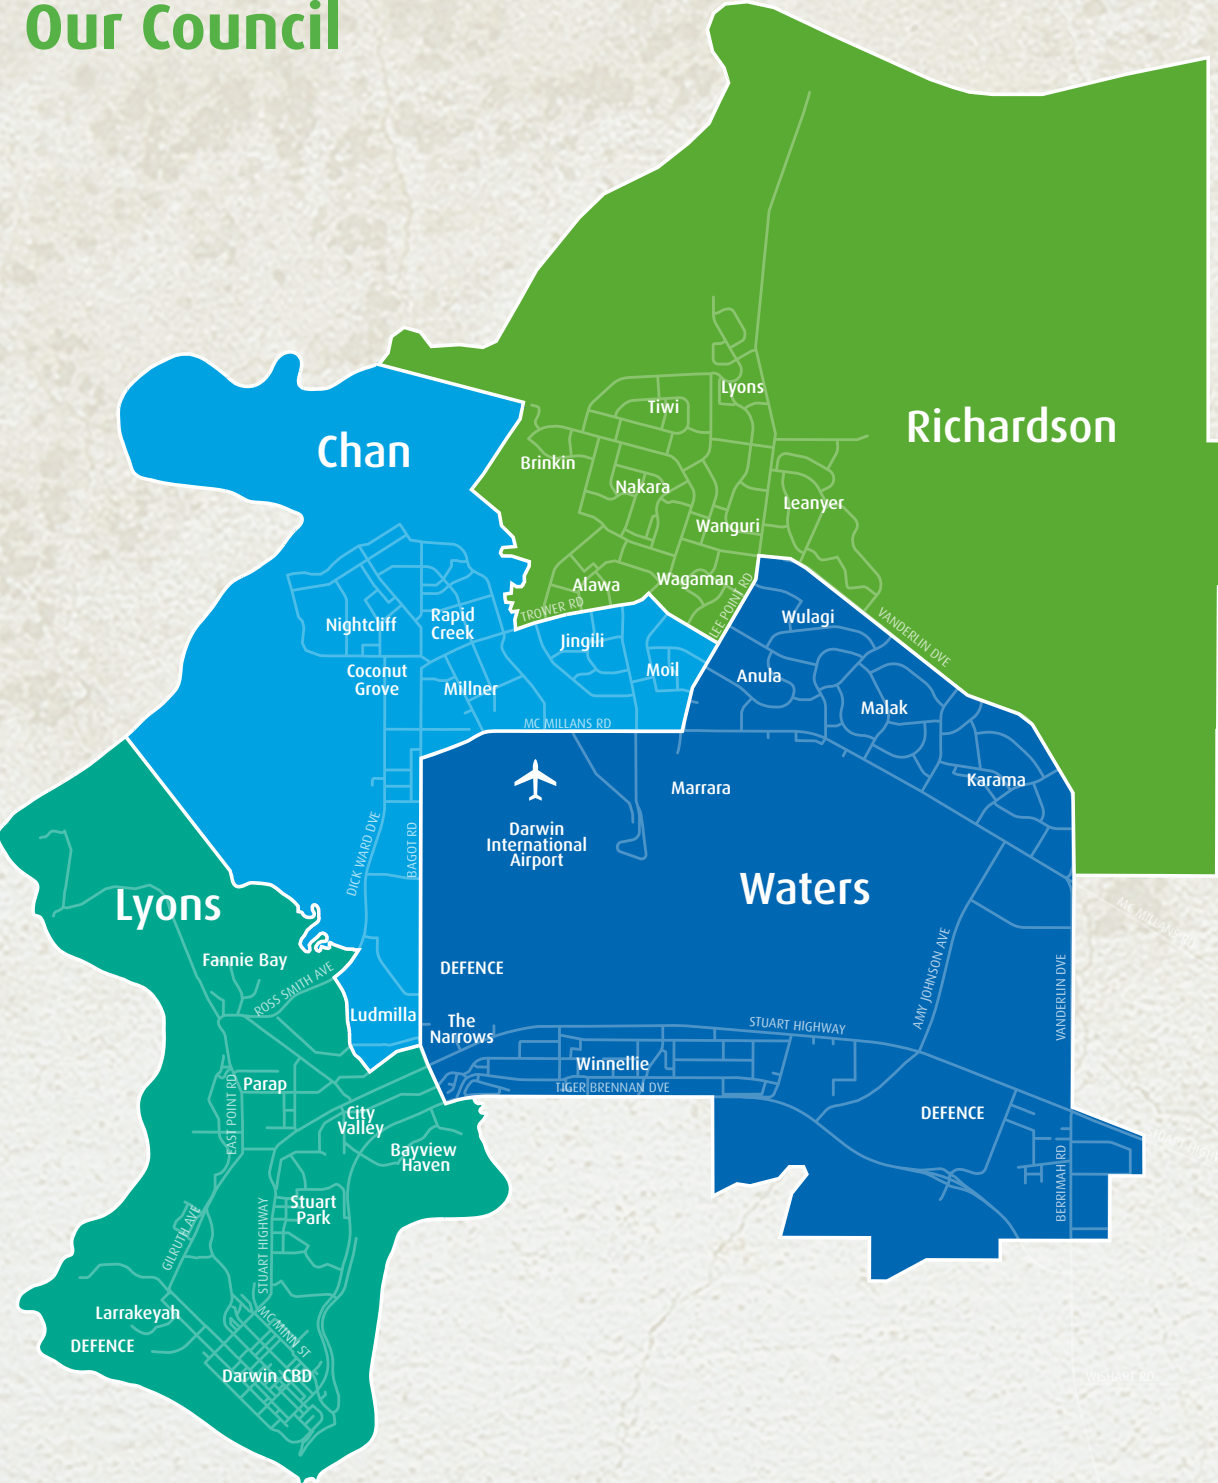 Our Council
Richardson
Lyons
Tiwi
Brinkin
Nakara
Leanyer
Wanguri
Alawa
Wagaman
TROWER RD
LEE POINT RD
VANDERLIN DVE
Chan
Nightcliff
Rapid
Creek
Jingili
Moil
Coconut
Grove
Millner
MC MILLANS RD
DICK WARD DVE
BAGOT RD
Ludmilla
Wulagi
Anula
Malak
Karama
Marrara
Darwin
International
Airport
Waters
DEFENCE
The
Narrows
STUART HIGHWAY
AMY JOHNSON AVE
VANDERLIN DVE
Winnellie
TIGER BRENNAN DVE
DEFENCE
BERRIMAH RD
Lyons
Fannie Bay
ROSS SMITH AVE
Parap
EAST POINT RD
City
Valley
Bayview
Haven
Stuart
Park
GILRUTH AVE
STUART HIGHWAY
Larrakeyah
DEFENCE
MC MINN ST
Darwin CBD
WISHART RD